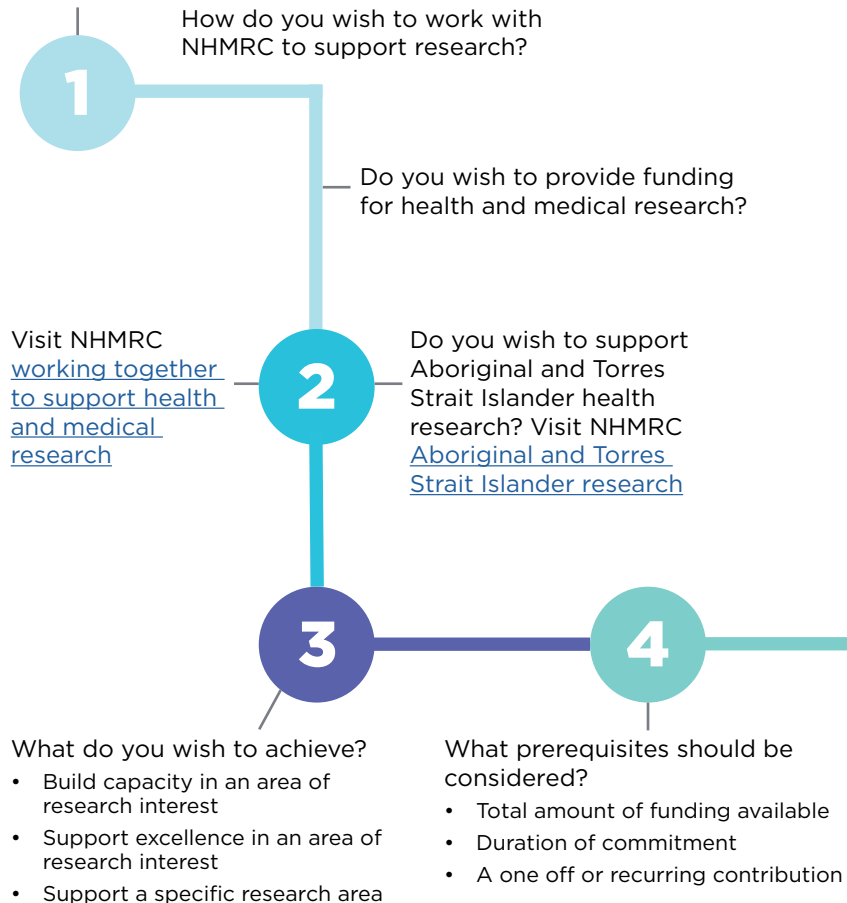 How do you wish to work with
NHMRC to support research?
1
Do you wish to provide funding
for health and medical research?
Visit NHMRC
working together
to support health
and medical
research
2
Do you wish to support
Aboriginal and Torres
Strait Islander health
research? Visit NHMRC
Aboriginal and Torres
Strait Islander research
3
4
What do you wish to achieve?
• Build capacity in an area of
research interest
• Support excellence in an area of
research interest
• Support a specific research area
What prerequisites should be
considered?
• Total amount of funding available
• Duration of commitment
• A one off or recurring contribution